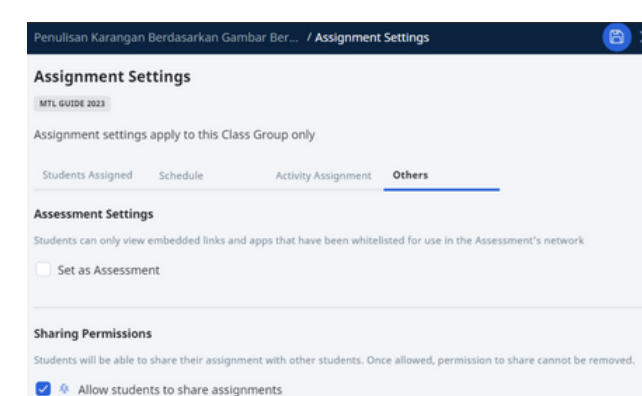 Penulisan Karangan Berdasarkan Gambar Ber... / Assignment Settings
Assignment Settings
MTL GUIDE 2023
Assignment settings apply to this Class Group only
Students Assigned Schedule Activity Assignment Others
Assessment Settings
Students can only view embedded links and apps that have been whitelisted for use in the Assessment's network
Set as Assessment
Sharing Permissions
Students will be able to share their assignment with other students. Once allowed, permission to share cannot be removed.
Allow students to share assignments